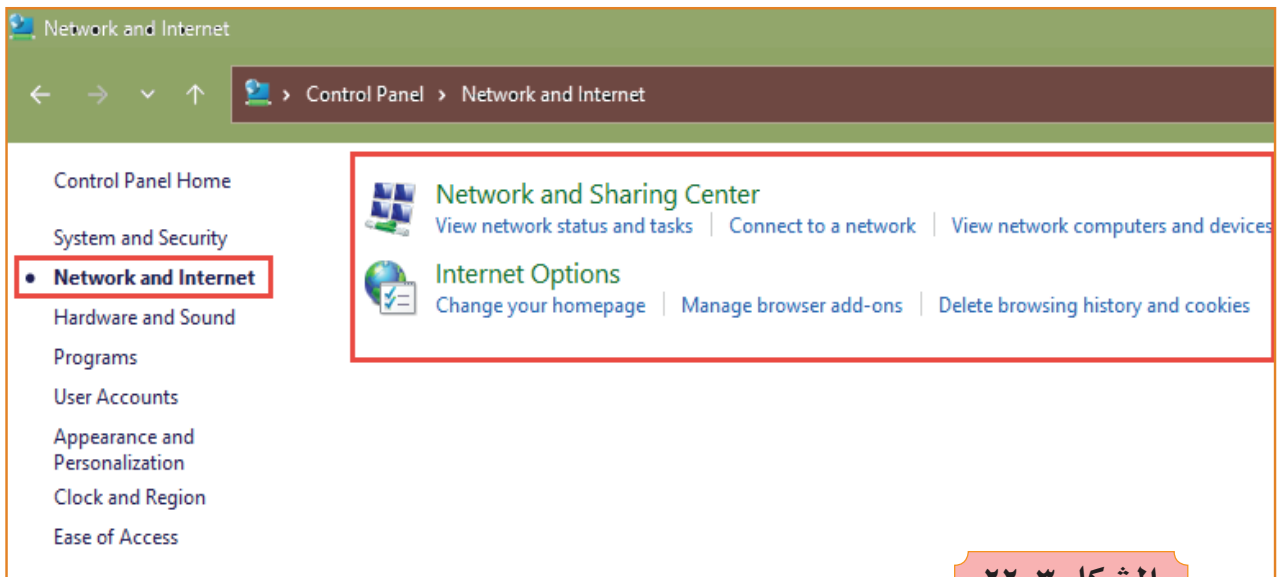 Network and Internet
Control Panel > Network and Internet
Control Panel Home
System and Security
• Network and Internet
Hardware and Sound
Programs
User Accounts
Appearance and
Personalization
Clock and Region
Ease of Access
Network and Sharing Center
View network status and tasks | Connect to a network | View network computers and devices
Internet Options
Change your homepage | Manage browser add-ons | Delete browsing history and cookies
الشكل ٣-٢٢